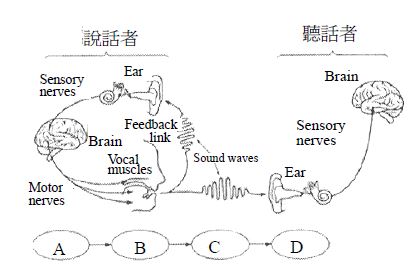 說話者
聽話者
Ear
Sensory
nerves
Brain
Feedback
link
Brain
Sensory
nerves
Vocal
muscles
Sound waves
Motor
nerves
Ear
A
B
C
D